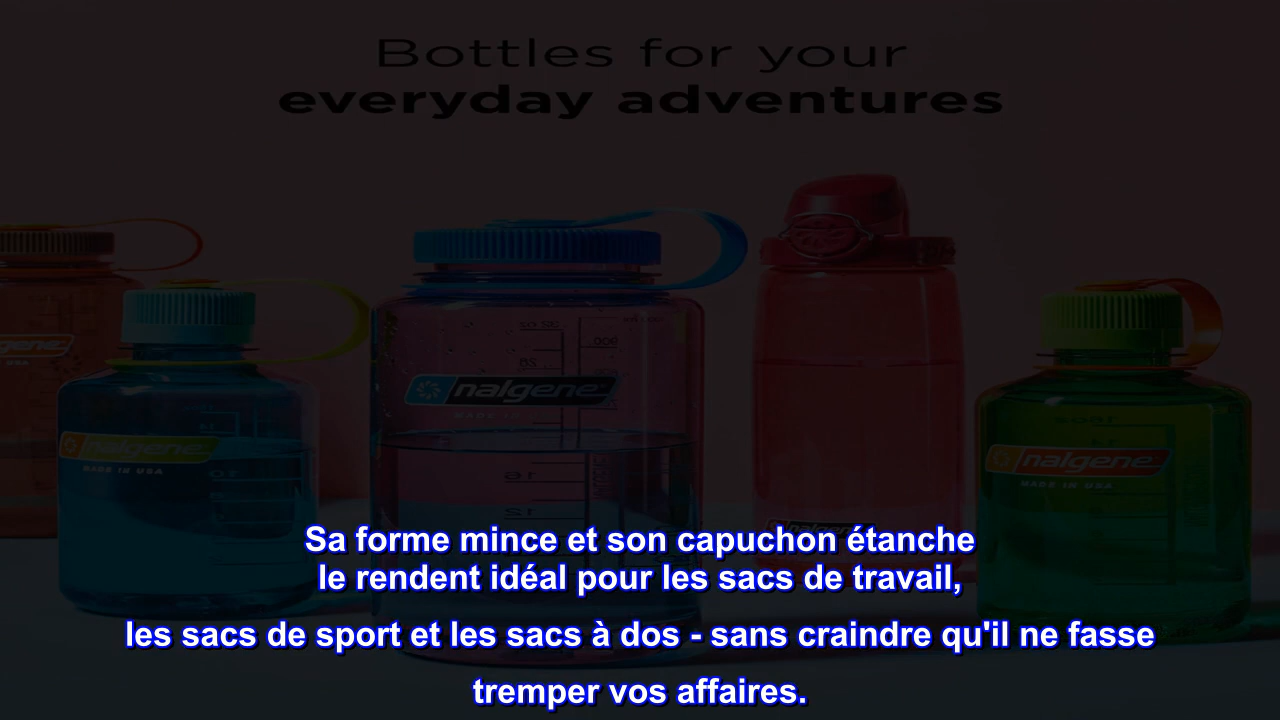 Bottles for your
everyday adventures
nalgene
MADE IN USA
nalgene
MADE IN
nalgene
MADE IN USA
Sa forme mince et son capuchon étanche
le rendent idéal pour les sacs de travail,
les sacs de sport et les sacs à dos - sans craindre qu'il ne fasse
tremper vos affaires.